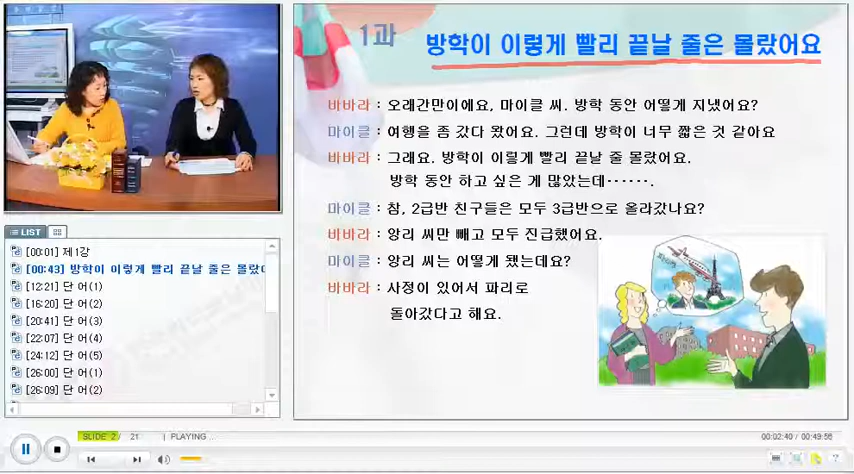 1과
방학이 이렇게 빨리 끝날 줄은 몰랐어요
바바라 : 오래간만이에요, 마이클 씨. 방학 동안 어떻게 지냈어요?
마이클 : 여행을 좀 갔다 왔어요. 그런데 방학이 너무 짧은 것 같아요
바바라 : 그래요. 방학이 이렇게 빨리 끝날 줄 몰랐어요.
방학 동안 하고 싶은 게 많았는데‥‥‥.
마이클 : 참, 2급반 친구들은 모두 3급반으로 올라갔나요?
바바라 : 왕리 씨만 빼고 모두 진급했어요.
마이클 : 왕리 씨는 어떻게 됐는데요?
바바라 : 사정이 있어서 파리로
돌아갔다고 해요.
LIST
[00:01] 제1강
[00:43] 방학이 이렇게 빨리 끝날 줄은 몰랐
[12:21] 단 어(1)
[16:20] 단 어(2)
[20:41] 단 어(3)
[22:07] 단 어(4)
[24:12] 단 어(5)
[26:00] 단 어(1)
[26:09] 단 어(2)
SLIDE 2 / 21 | PLAYING...
00:02:40 / 00:49:56